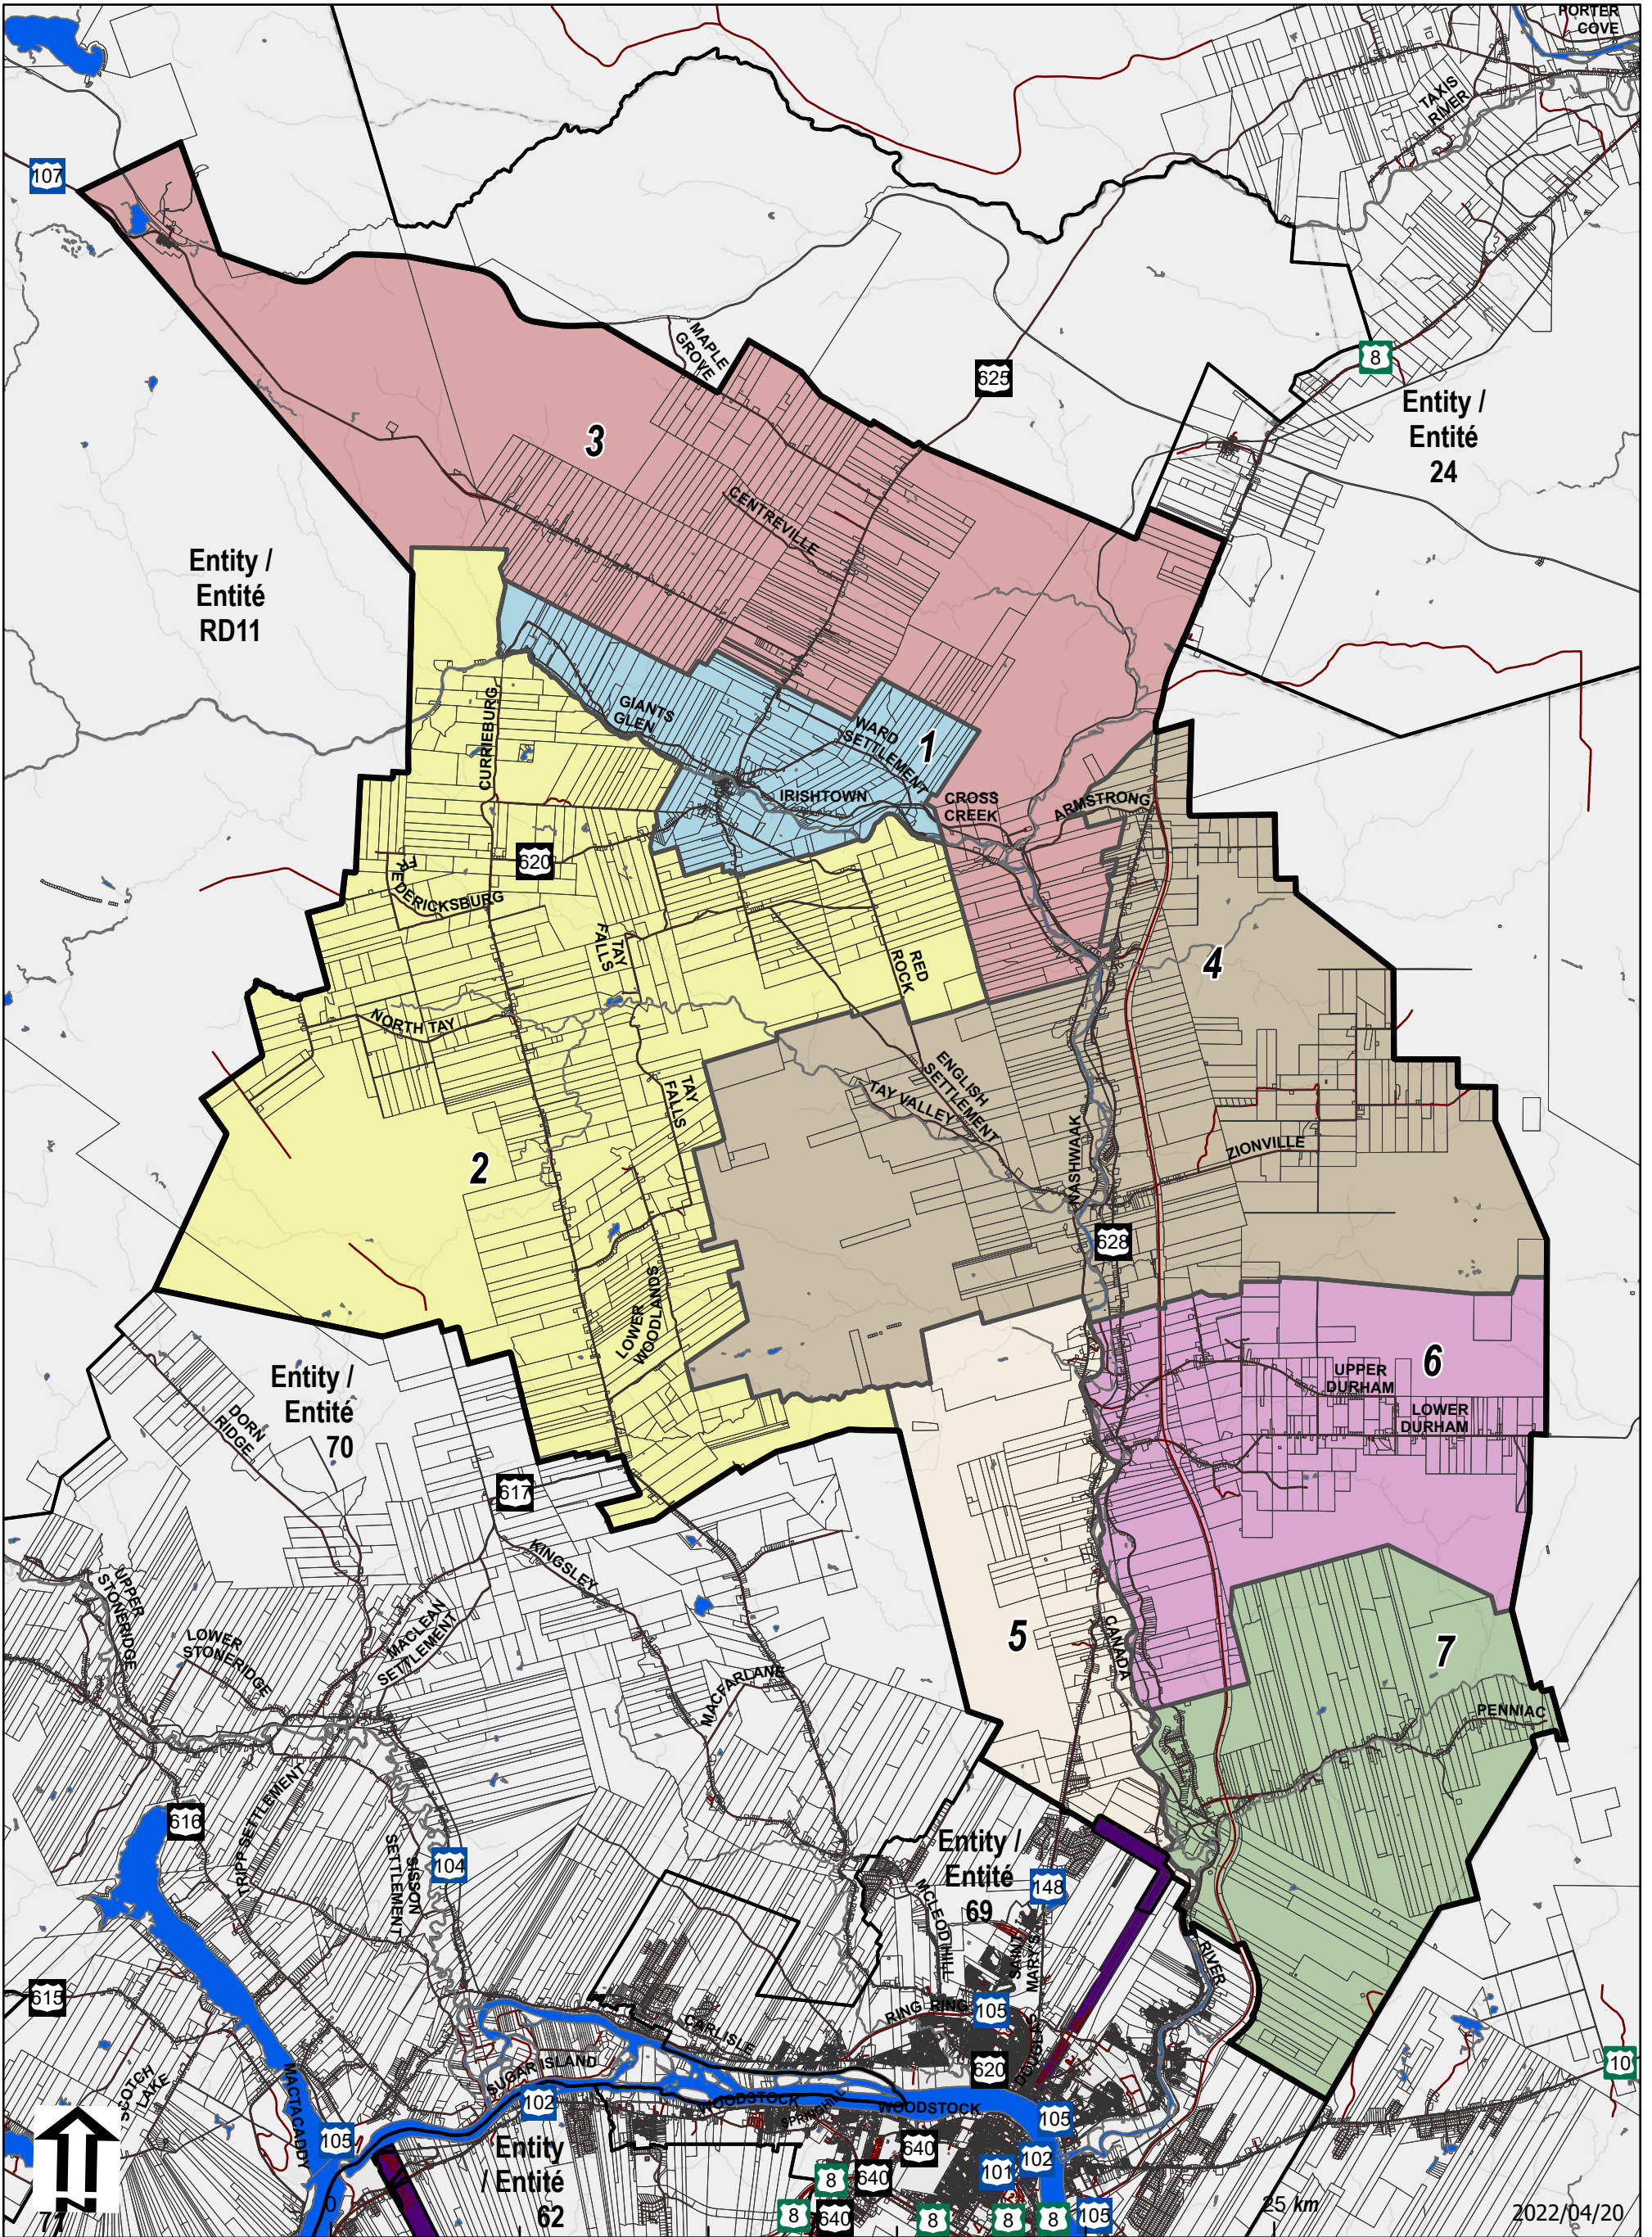 PORTER
COVE
TAXIS
RIVER
107
MAPLE
GROVE
625
8
Entity /
Entité
24
3
CENTREVILLE
Entity /
Entité
RD11
GIANTS
GLEN
WARD
SETTLEMENT
1
CURRIEBURG
IRISHTOWN
CROSS
CREEK
ARMSTRONG
620
FREDERICKSBURG
TAY
FALLS
RED
ROCK
4
NORTH TAY
ENGLISH
SETTLEMENT
TAY VALLEY
TAY
FALLS
NASHWAAK
ZIONVILLE
2
628
LOWER
WOODLANDS
6
UPPER
DURHAM
LOWER
DURHAM
Entity /
Entité
70
DORN
RIDGE
617
KINGSLEY
UPPER
STONERIDGE
LOWER
STONERIDGE
MACLEAN
SETTLEMENT
5
CANADA
7
MACFARLANE
PENNIAC
616
TRIPP SETTLEMENT
SISSON
SETTLEMENT
104
Entity /
Entité
69
148
MCLEOD HILL
SAINT
MARY'S
RIVER
615
RING RING
105
CARLISLE
DOUGLAS
620
SUGAR ISLAND
SCOTCH
LAKE
MACTACADDY
102
WOODSTOCK
SPRINGHILL
WOODSTOCK
10
105
105
Entity
/ Entité
62
640
102
101
8
640
8
640
8
8
8
105
N
71
0
25 km
2022/04/20